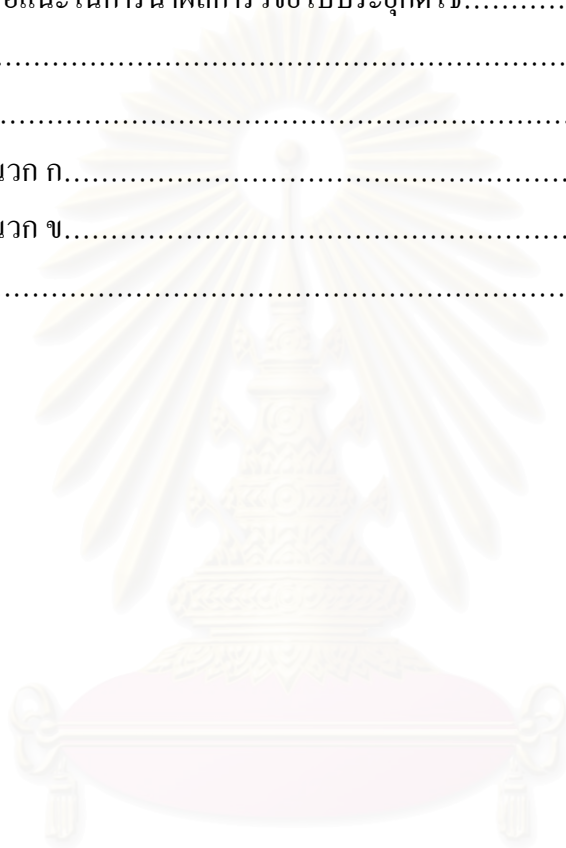 อแนะในการนำผลการวิจัยไปประยุกต์ใช้............
........................................................................
........................................................................
นวก ก.................................................................
นวก ข.................................................................
........................................................................